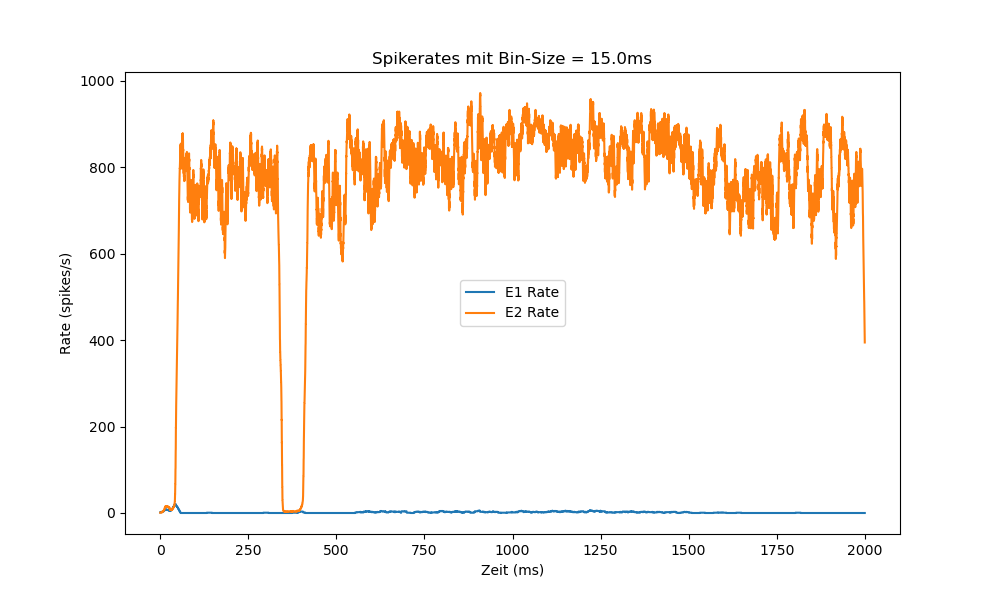 Spikerates mit Bin-Size = 15.0ms
1000
800
600
400
200
0
Rate (spikes/s)
E1 Rate
E2 Rate
0 250 500 750 1000 1250 1500 1750 2000
Zeit (ms)